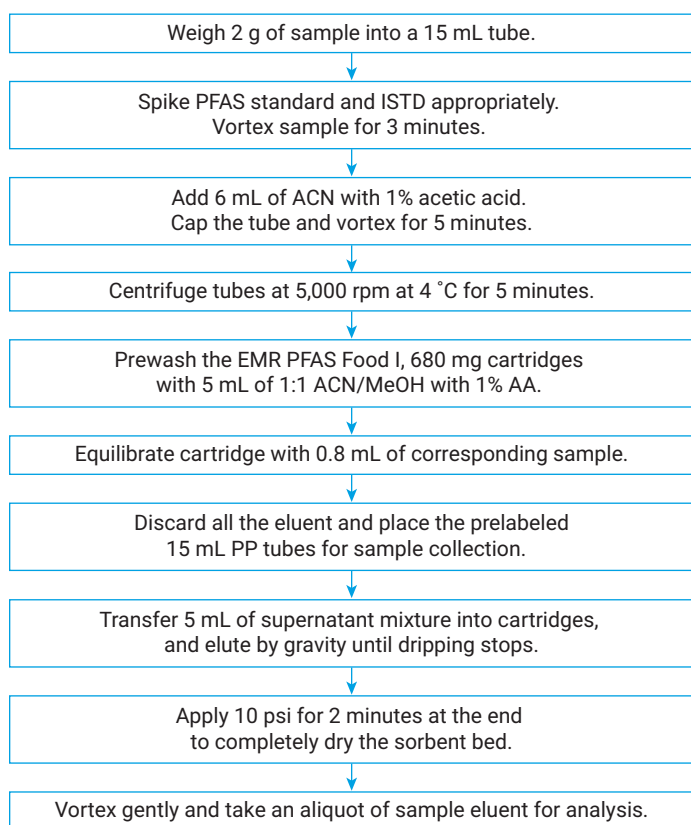 Weigh 2 g of sample into a 15 mL tube.
Spike PFAS standard and ISTD appropriately.
Vortex sample for 3 minutes.
Add 6 mL of ACN with 1% acetic acid.
Cap the tube and vortex for 5 minutes.
Centrifuge tubes at 5,000 rpm at 4 ˚C for 5 minutes.
Prewash the EMR PFAS Food I, 680 mg cartridges
with 5 mL of 1:1 ACN/MeOH with 1% AA.
Equilibrate cartridge with 0.8 mL of corresponding sample.
Discard all the eluent and place the prelabeled
15 mL PP tubes for sample collection.
Transfer 5 mL of supernatant mixture into cartridges,
and elute by gravity until dripping stops.
Apply 10 psi for 2 minutes at the end
to completely dry the sorbent bed.
Vortex gently and take an aliquot of sample eluent for analysis.